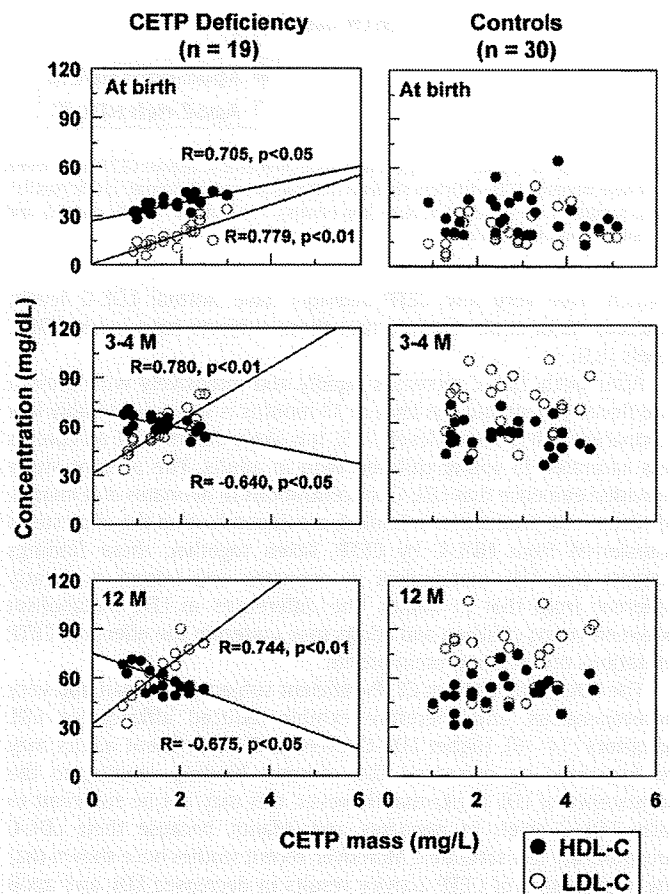 CETP Deficiency
(n = 19)
Controls
(n = 30)
Concentration (mg/dL)
120
90
60
30
0
At birth
R=0.705, p<0.05
R=0.779, p<0.01
At birth
120
90
60
30
0
3-4 M
R=0.780, p<0.01
R= -0.640, p<0.05
3-4 M
120
90
60
30
0
12 M
R=0.744, p<0.01
R= -0.675, p<0.05
12 M
0 2 4 6
0 2 4 6
CETP mass (mg/L)
HDL-C
LDL-C